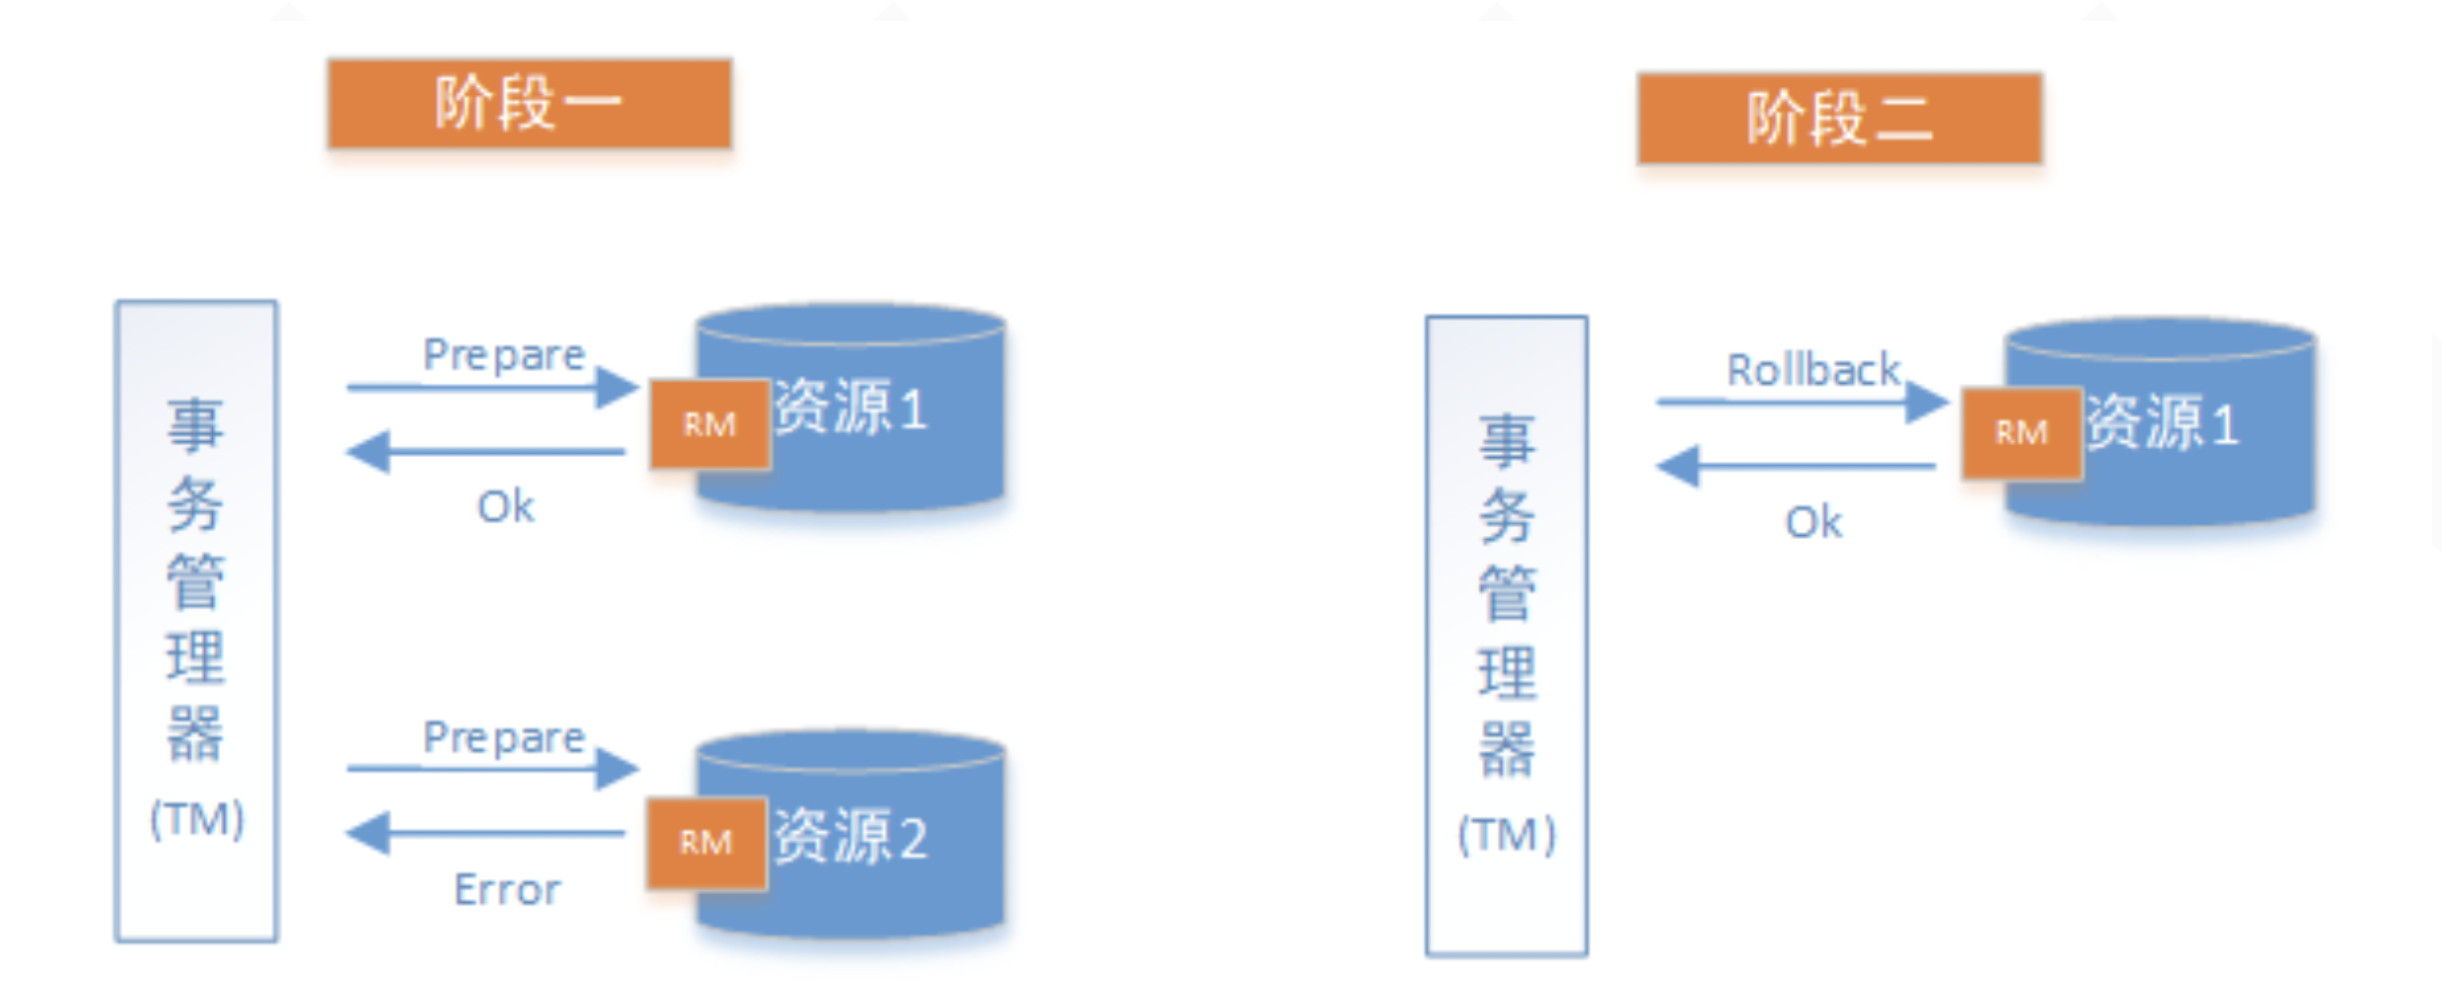 阶段一
事务管理器
(TM)
Prepare
Ok
RM
资源1
Prepare
Error
RM
资源2
阶段二
事务管理器
(TM)
Rollback
Ok
RM
资源1